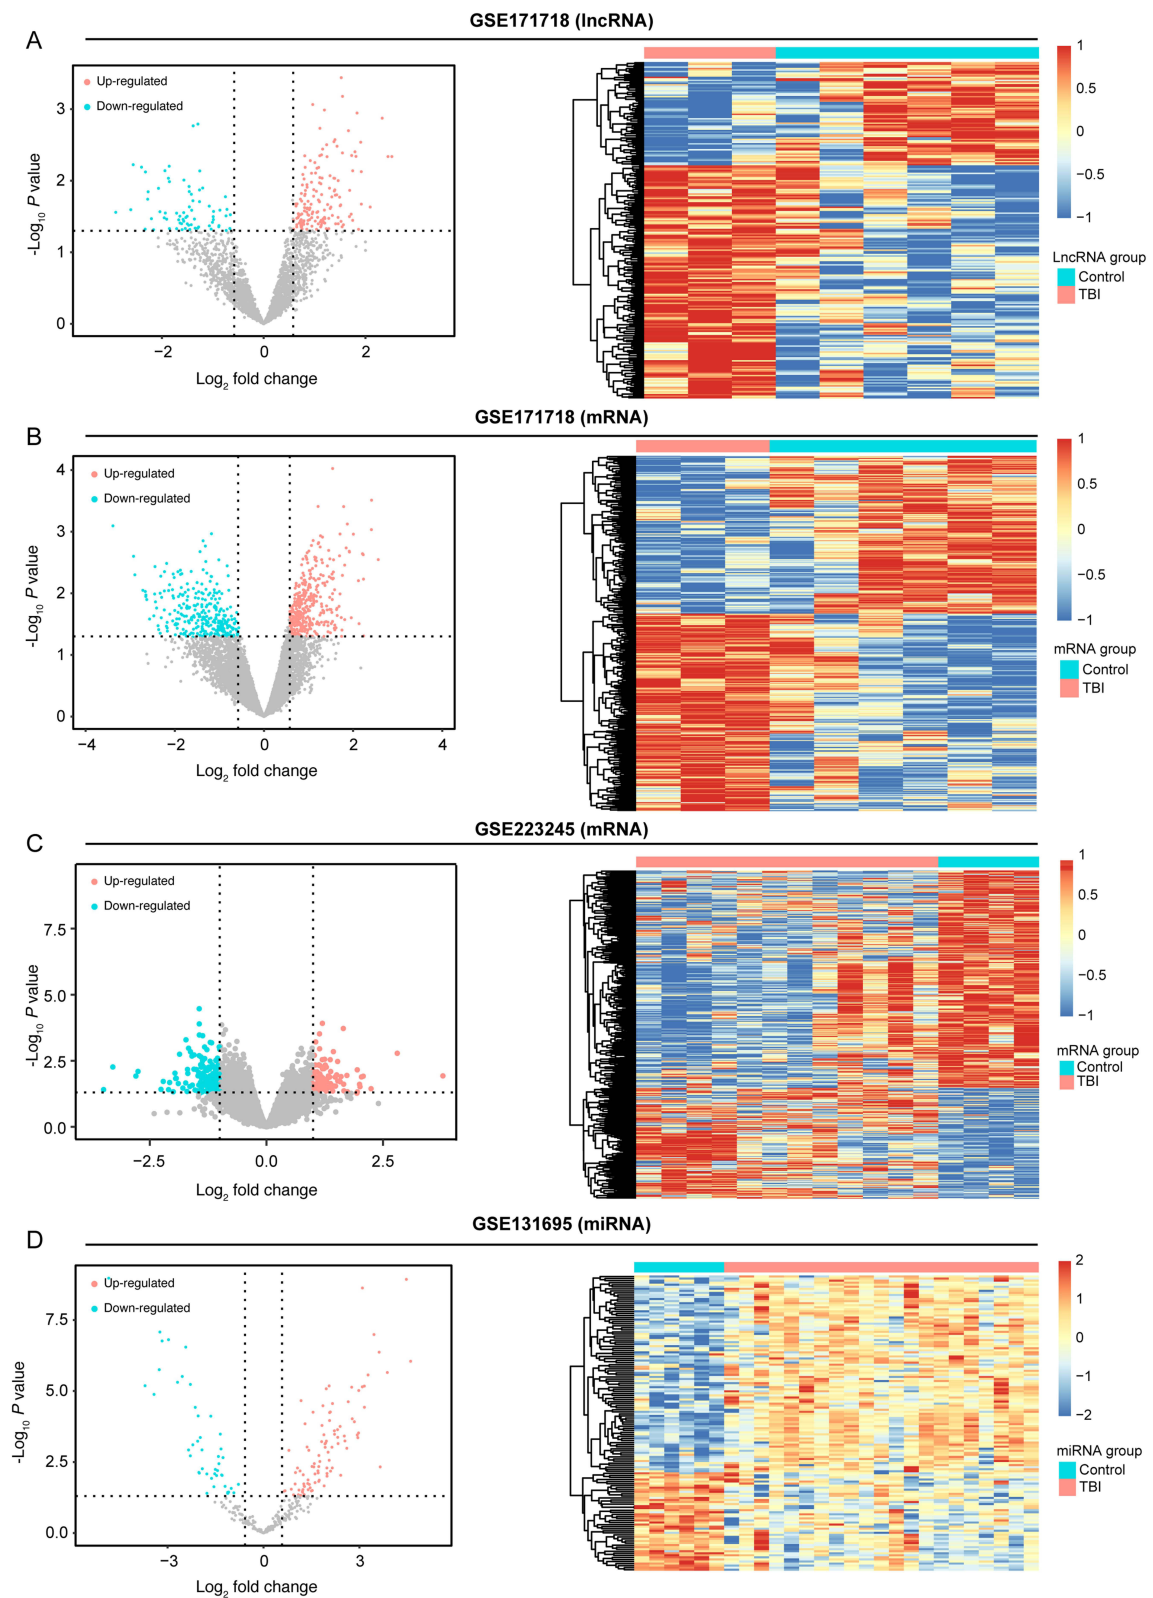 GSE171718 (lncRNA)
A
Up-regulated
Down-regulated
3
2
1
0
-Log10 P value
−2
0
2
Log2 fold change
1
0.5
0
−0.5
−1
LncRNA group
Control
TBI
GSE171718 (mRNA)
B
Up-regulated
Down-regulated
4
3
2
1
0
-Log10 P value
−4
−2
0
2
4
Log2 fold change
1
0.5
0
−0.5
−1
mRNA group
Control
TBI
GSE223245 (mRNA)
C
Up-regulated
Down-regulated
7.5
5.0
2.5
0.0
-Log10 P value
−2.5
0.0
2.5
Log2 fold change
1
0.5
0
−0.5
−1
mRNA group
Control
TBI
GSE131695 (miRNA)
D
Up-regulated
Down-regulated
7.5
5.0
2.5
0.0
-Log10 P value
−3
0
3
Log2 fold change
2
1
0
−1
−2
miRNA group
Control
TBI